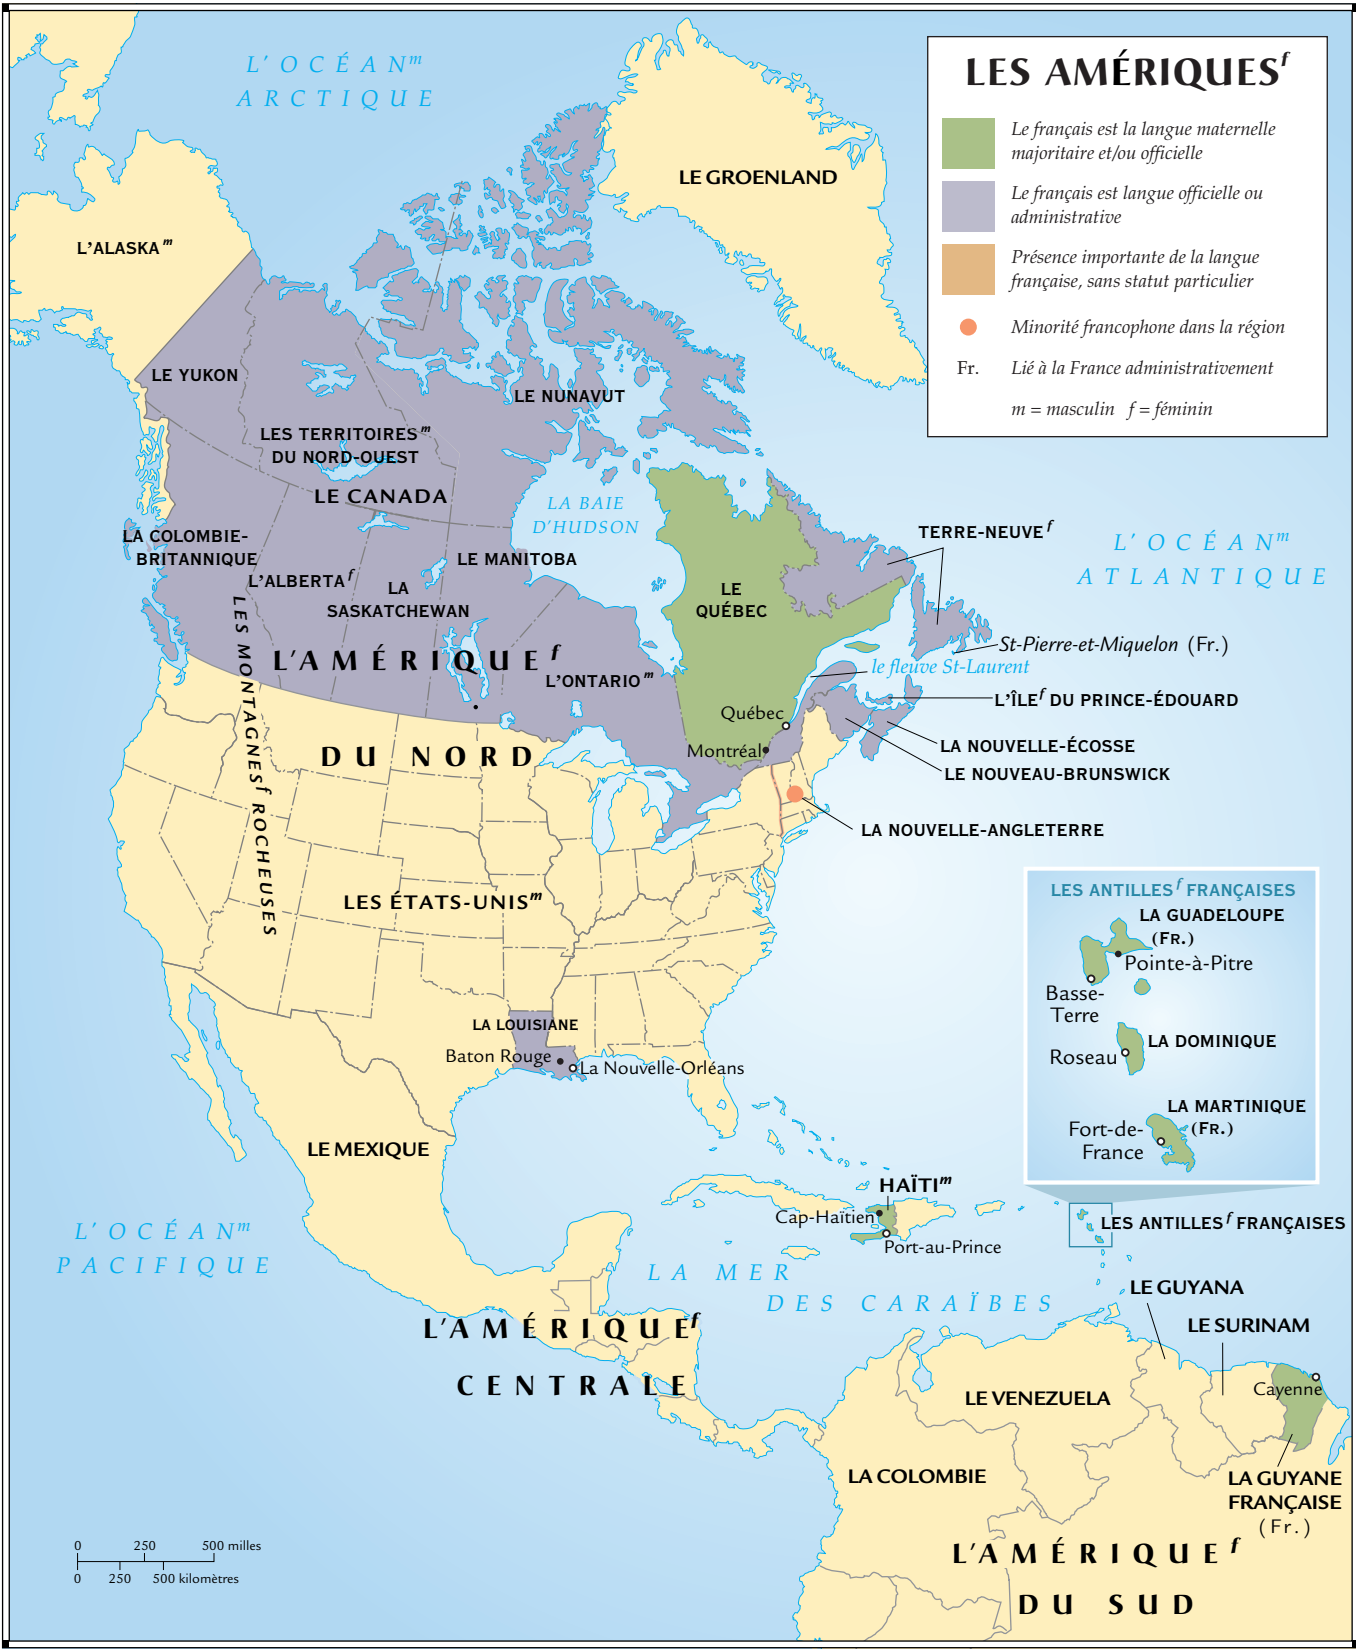 L'OCÉAN m
ARCTIQUE
LES AMÉRIQUES f
Le français est la langue maternelle
majoritaire et/ou officielle
Le français est langue officielle ou
administrative
Présence importante de la langue
française, sans statut particulier
Minorité francophone dans la région
Fr. Lié à la France administrativement
m = masculin f = féminin
LE GROENLAND
L'ALASKA m
LE YUKON
LE NUNAVUT
LES TERRITOIRES m
DU NORD-OUEST
LE CANADA
LA BAIE
D'HUDSON
LA COLOMBIE-
BRITANNIQUE
L'ALBERTA f
LA
SASKATCHEWAN
LE MANITOBA
LE
QUÉBEC
TERRE-NEUVE f
L'OCÉAN m
ATLANTIQUE
St-Pierre-et-Miquelon (Fr.)
le fleuve St-Laurent
L'AMÉRIQUE f
DU NORD
L'ONTARIO m
L'ÎLE f DU PRINCE-ÉDOUARD
Québec
Montréal
LA NOUVELLE-ÉCOSSE
LE NOUVEAU-BRUNSWICK
LA NOUVELLE-ANGLETERRE
LES MONTAGNES f ROCHEUSES
LES ÉTATS-UNIS m
LES ANTILLES f FRANÇAISES
LA GUADELOUPE
(FR.)
Pointe-à-Pitre
Basse-
Terre
LA DOMINIQUE
Roseau
LA MARTINIQUE
(FR.)
Fort-de-
France
LA LOUISIANE
Baton Rouge
La Nouvelle-Orléans
LE MEXIQUE
HAÏTI m
Cap-Haïtien
Port-au-Prince
LES ANTILLES f FRANÇAISES
L'OCÉAN m
PACIFIQUE
LA MER
DES CARAÏBES
L'AMÉRIQUE f
CENTRALE
LE GUYANA
LE SURINAM
Cayenne
LE VENEZUELA
LA COLOMBIE
LA GUYANE
FRANÇAISE
(Fr.)
L'AMÉRIQUE f
DU SUD
0 250 500 milles
0 250 500 kilomètres